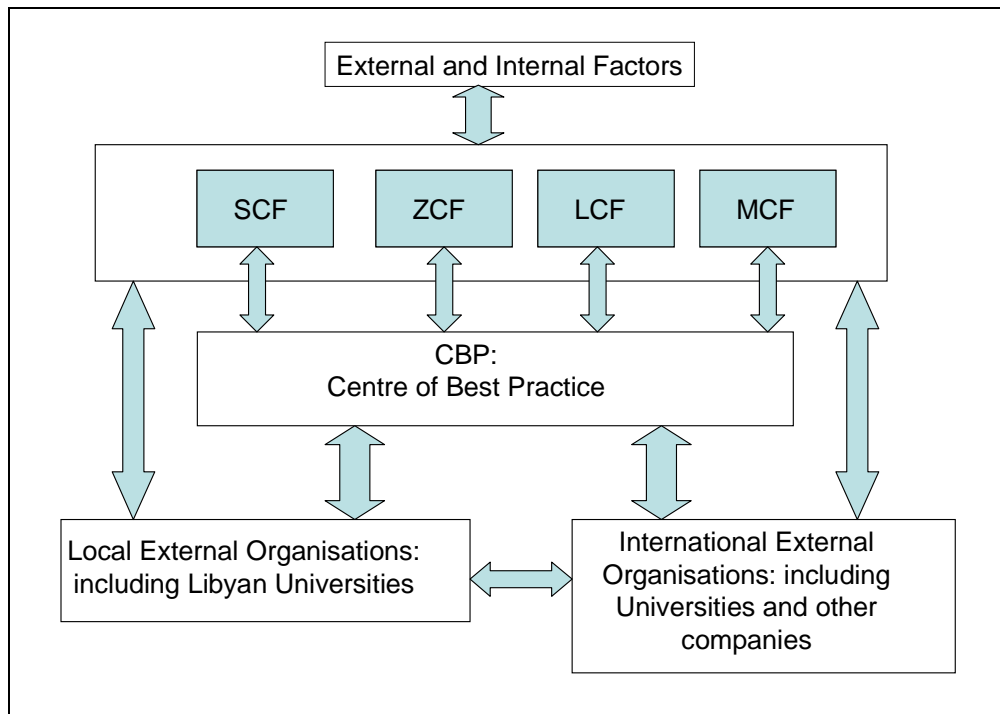 External and Internal Factors
SCF
ZCF
LCF
MCF
CBP:
Centre of Best Practice
Local External Organisations:
including Libyan Universities
International External
Organisations: including
Universities and other
companies